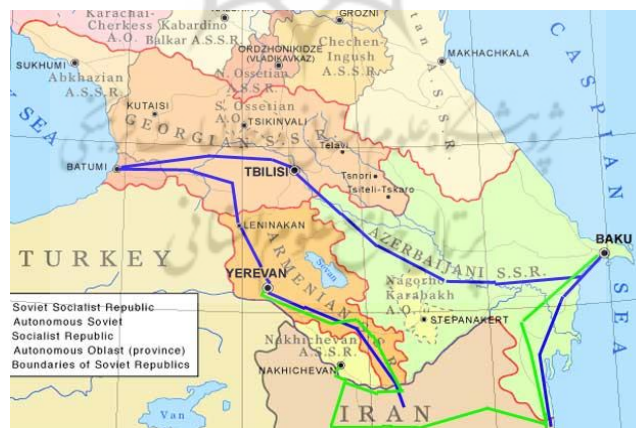 Karachai-
Cherkess
A.O.
Kabardino
Balkar A.S.S.R.
GROZNI
Chechen-
Ingush
A.S.S.R.
SUKHUMI
Abkhazian
A.S.S.R.
ORDZHONIKIDZE
(VLADIKAVKAZ)
N. Ossetian
A.S.S.R.
MAKHACHKALA
CASPIAN
SEA
SEA
KUTAISI
S. Ossetian
A.O.
TSIKINVALI
GEORGIAN S.S.R.
Telavi
BATUMI
TBILISI
Tsnori
Tsiteli-Tskaro
LENINAKAN
TURKEY
ARMENIAN
Sevan
AZERBAIJANI S.S.R.
BAKU
YEREVAN
Nagorno
Karabakh
A.O.
STEPANAKERT
Soviet Socialist Republic
Autonomous Soviet
Socialist Republic
Autonomous Oblast (province)
Boundaries of Soviet Republics
Nakhichevan
A.S.S.R.
NAKHICHEVAN
Van
IRAN